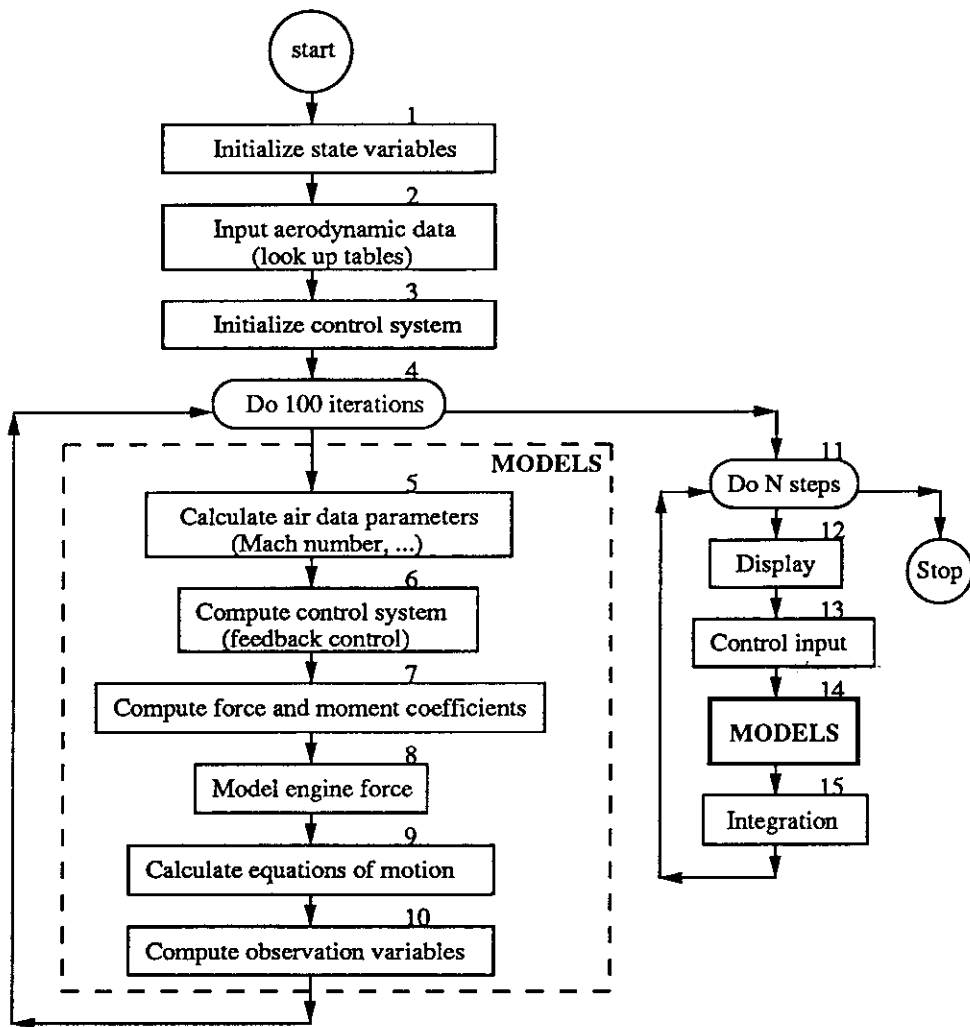 start
1
Initialize state variables
2
Input aerodynamic data
(look up tables)
3
Initialize control system
4
Do 100 iterations
MODELS
5
Calculate air data parameters
(Mach number, ...)
6
Compute control system
(feedback control)
7
Compute force and moment coefficients
8
Model engine force
9
Calculate equations of motion
10
Compute observation variables
11
Do N steps
12
Display
Stop
13
Control input
14
MODELS
15
Integration